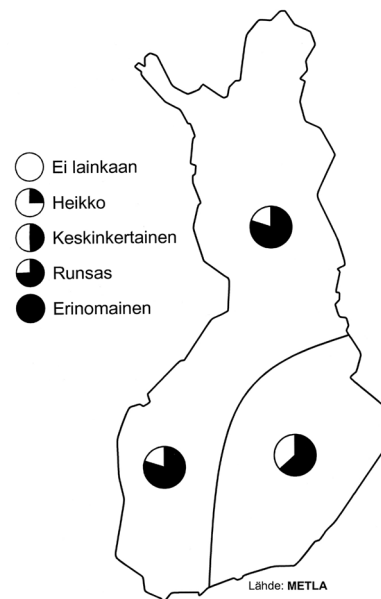 Ei lainkaan
Heikko
Keskinkertainen
Runsas
Erinomainen
Lähde: METLA